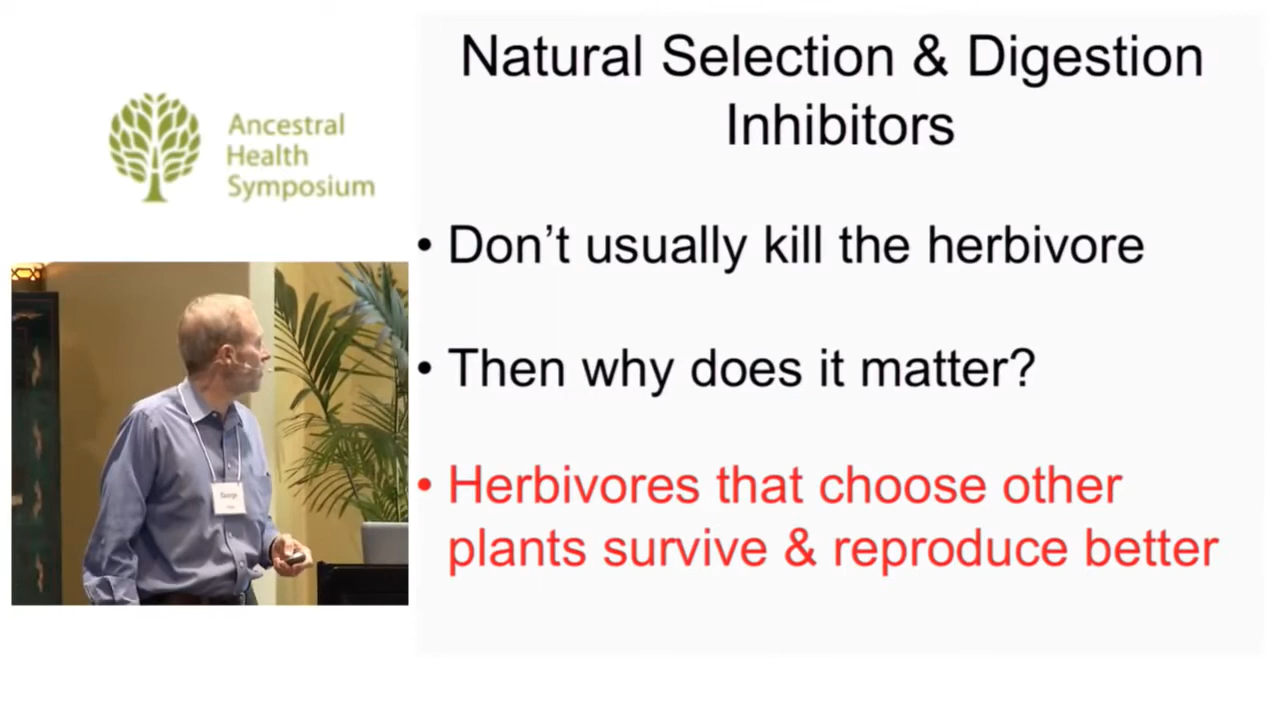 Natural Selection & Digestion
Inhibitors
Ancestral
Health
Symposium
• Don’t usually kill the herbivore
• Then why does it matter?
• Herbivores that choose other
plants survive & reproduce better
George